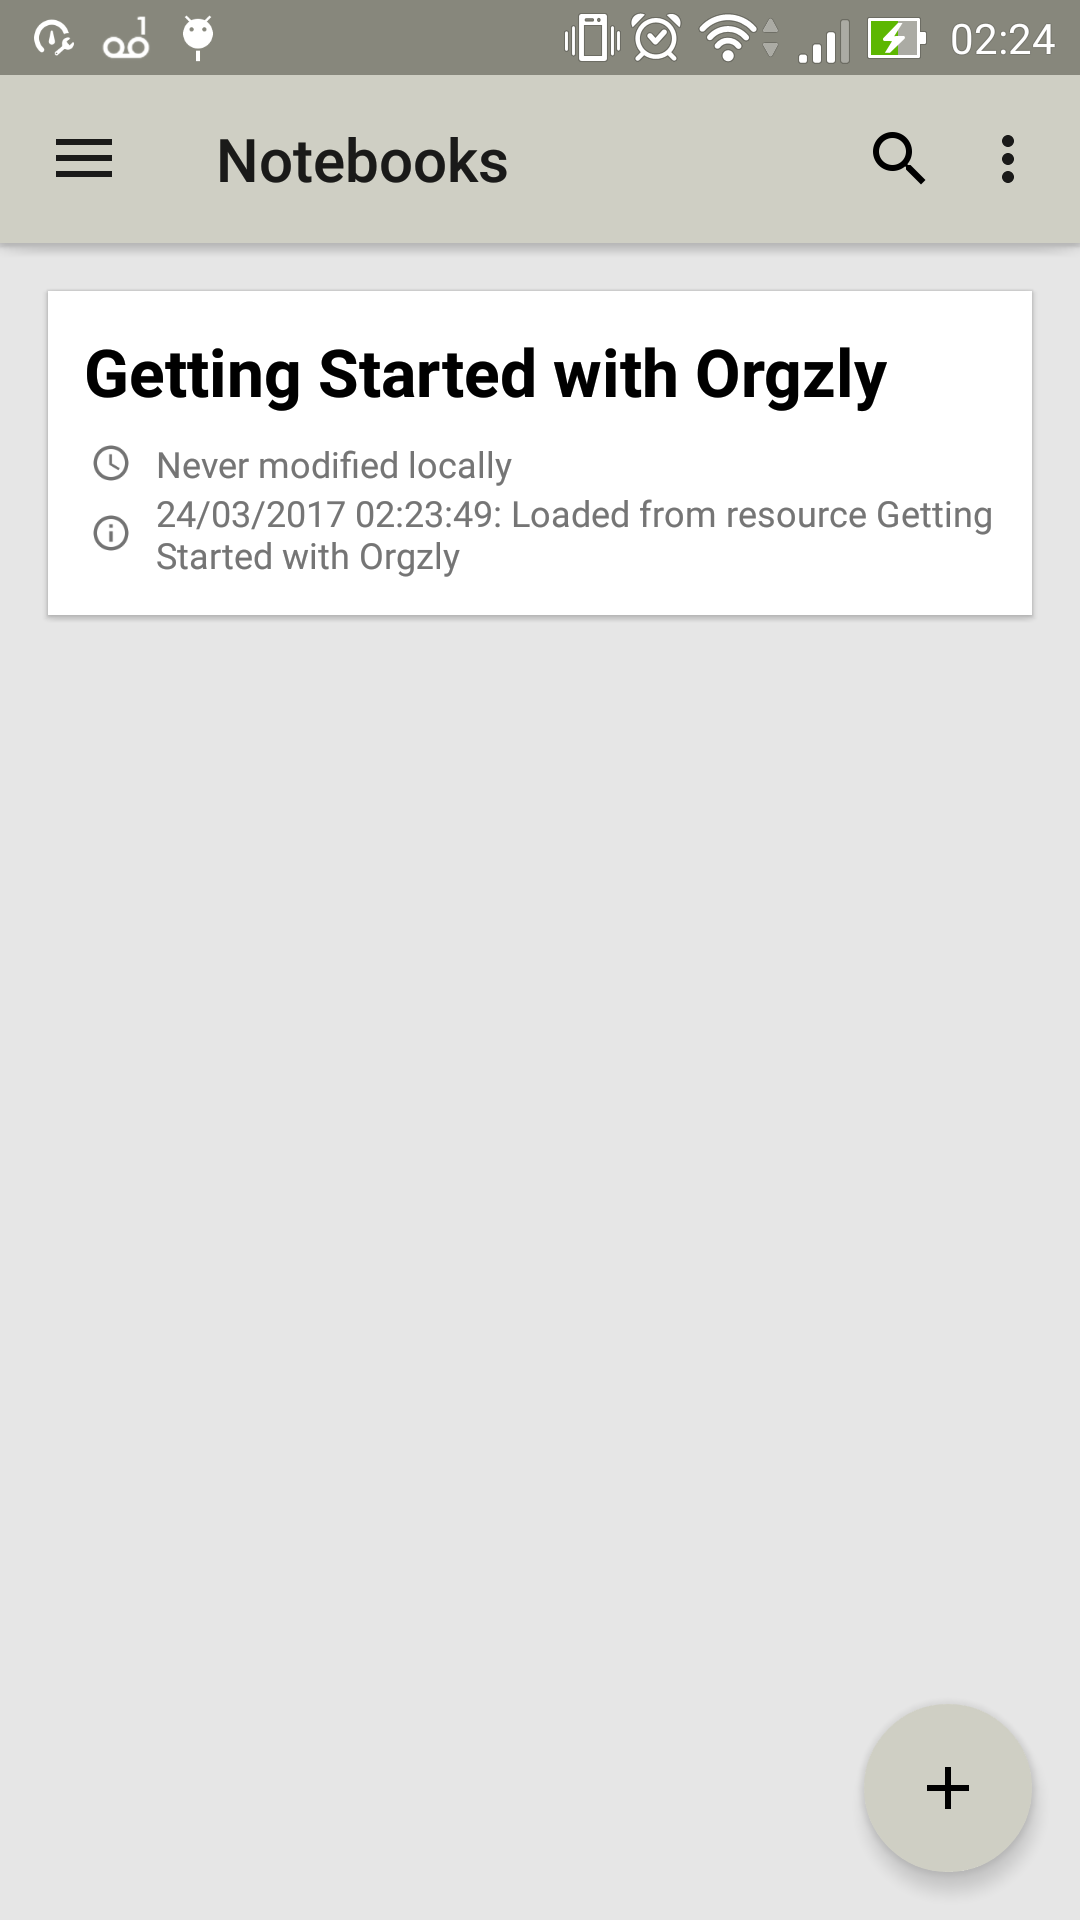 02:24
Notebooks
Getting Started with Orgzly
Never modified locally
24/03/2017 02:23:49: Loaded from resource Getting
Started with Orgzly